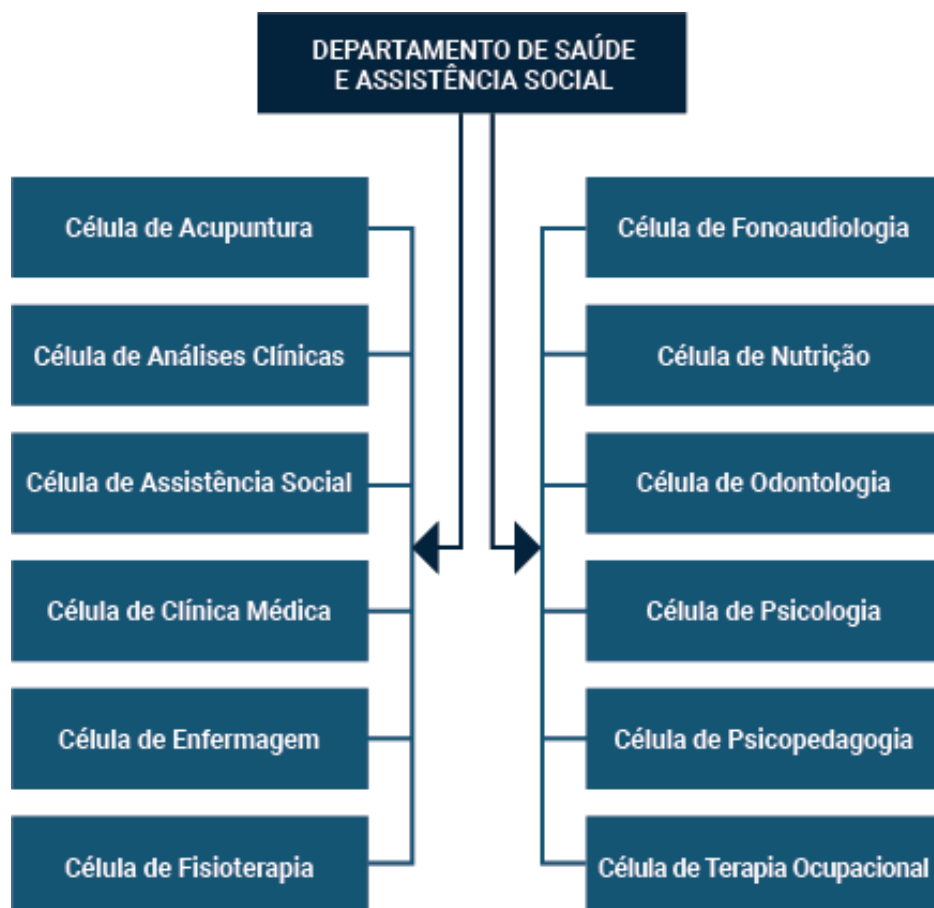 DEPARTAMENTO DE SAÚDE
E ASSISTÊNCIA SOCIAL
Célula de Acupuntura
Célula de Análises Clínicas
Célula de Assistência Social
Célula de Clínica Médica
Célula de Enfermagem
Célula de Fisioterapia
Célula de Fonoaudiologia
Célula de Nutrição
Célula de Odontologia
Célula de Psicologia
Célula de Psicopedagogia
Célula de Terapia Ocupacional